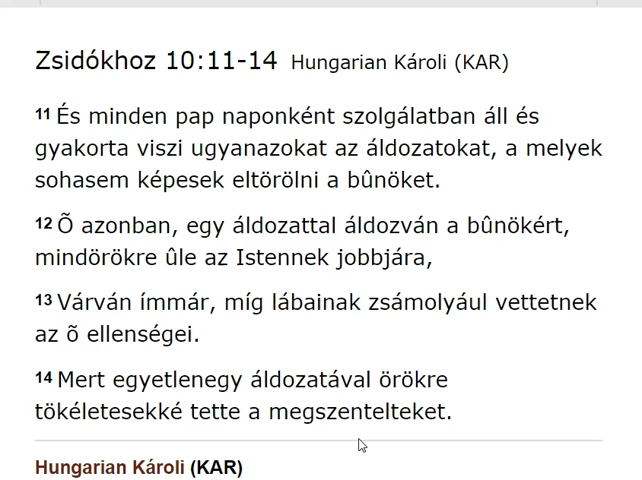 Zsidókhoz 10:11-14 Hungarian Károli (KAR)
11 És minden pap naponként szolgálatban áll és
gyakorta viszi ugyanazokat az áldozatokat, a melyek
sohasem képesek eltörölni a bûnöket.
12 Õ azonban, egy áldozattal áldozván a bûnökért,
mindörökre ûle az Istennek jobbjára,
13 Várván ímmár, míg lábainak zsámolyául vettetnek
az õ ellenségei.
14 Mert egyetlenegy áldozatával örökre
tökéletesekké tette a megszentelteket.
Hungarian Károli (KAR)